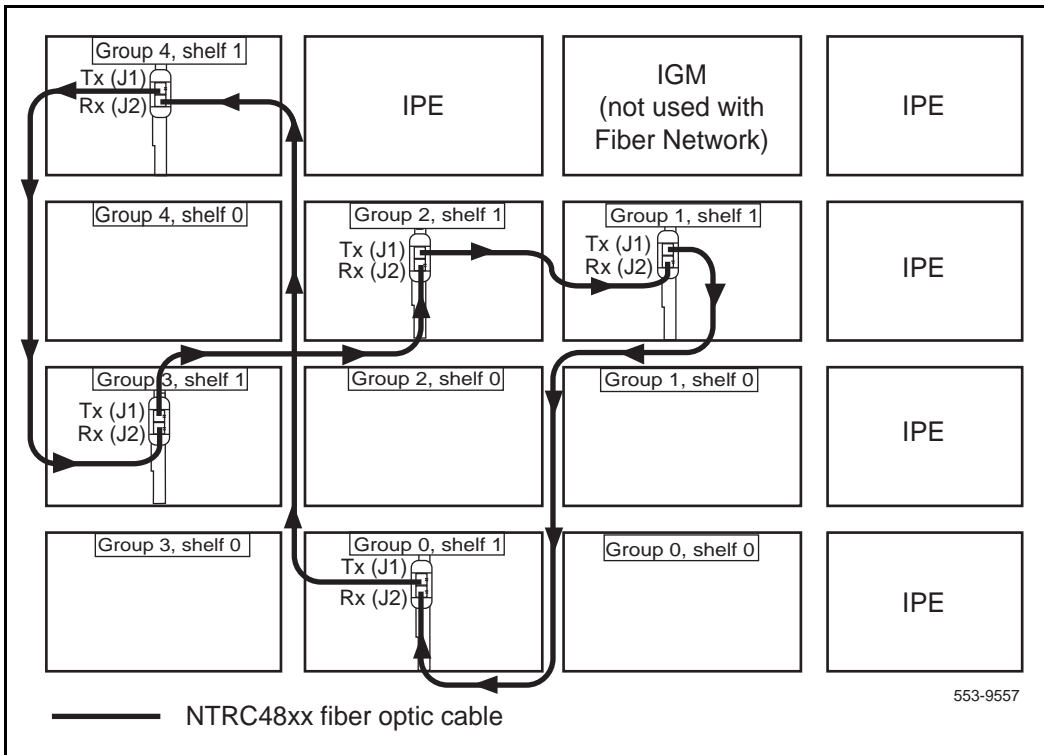 Group 4, shelf 1
Tx (J1)
Rx (J2)
IPE
IGM
(not used with
Fiber Network)
IPE
Group 4, shelf 0
Group 2, shelf 1
Tx (J1)
Rx (J2)
Group 1, shelf 1
Tx (J1)
Rx (J2)
IPE
Group 3, shelf 1
Tx (J1)
Rx (J2)
Group 2, shelf 0
Group 1, shelf 0
IPE
Group 3, shelf 0
Group 0, shelf 1
Tx (J1)
Rx (J2)
Group 0, shelf 0
IPE
553-9557
NTRC48xx fiber optic cable